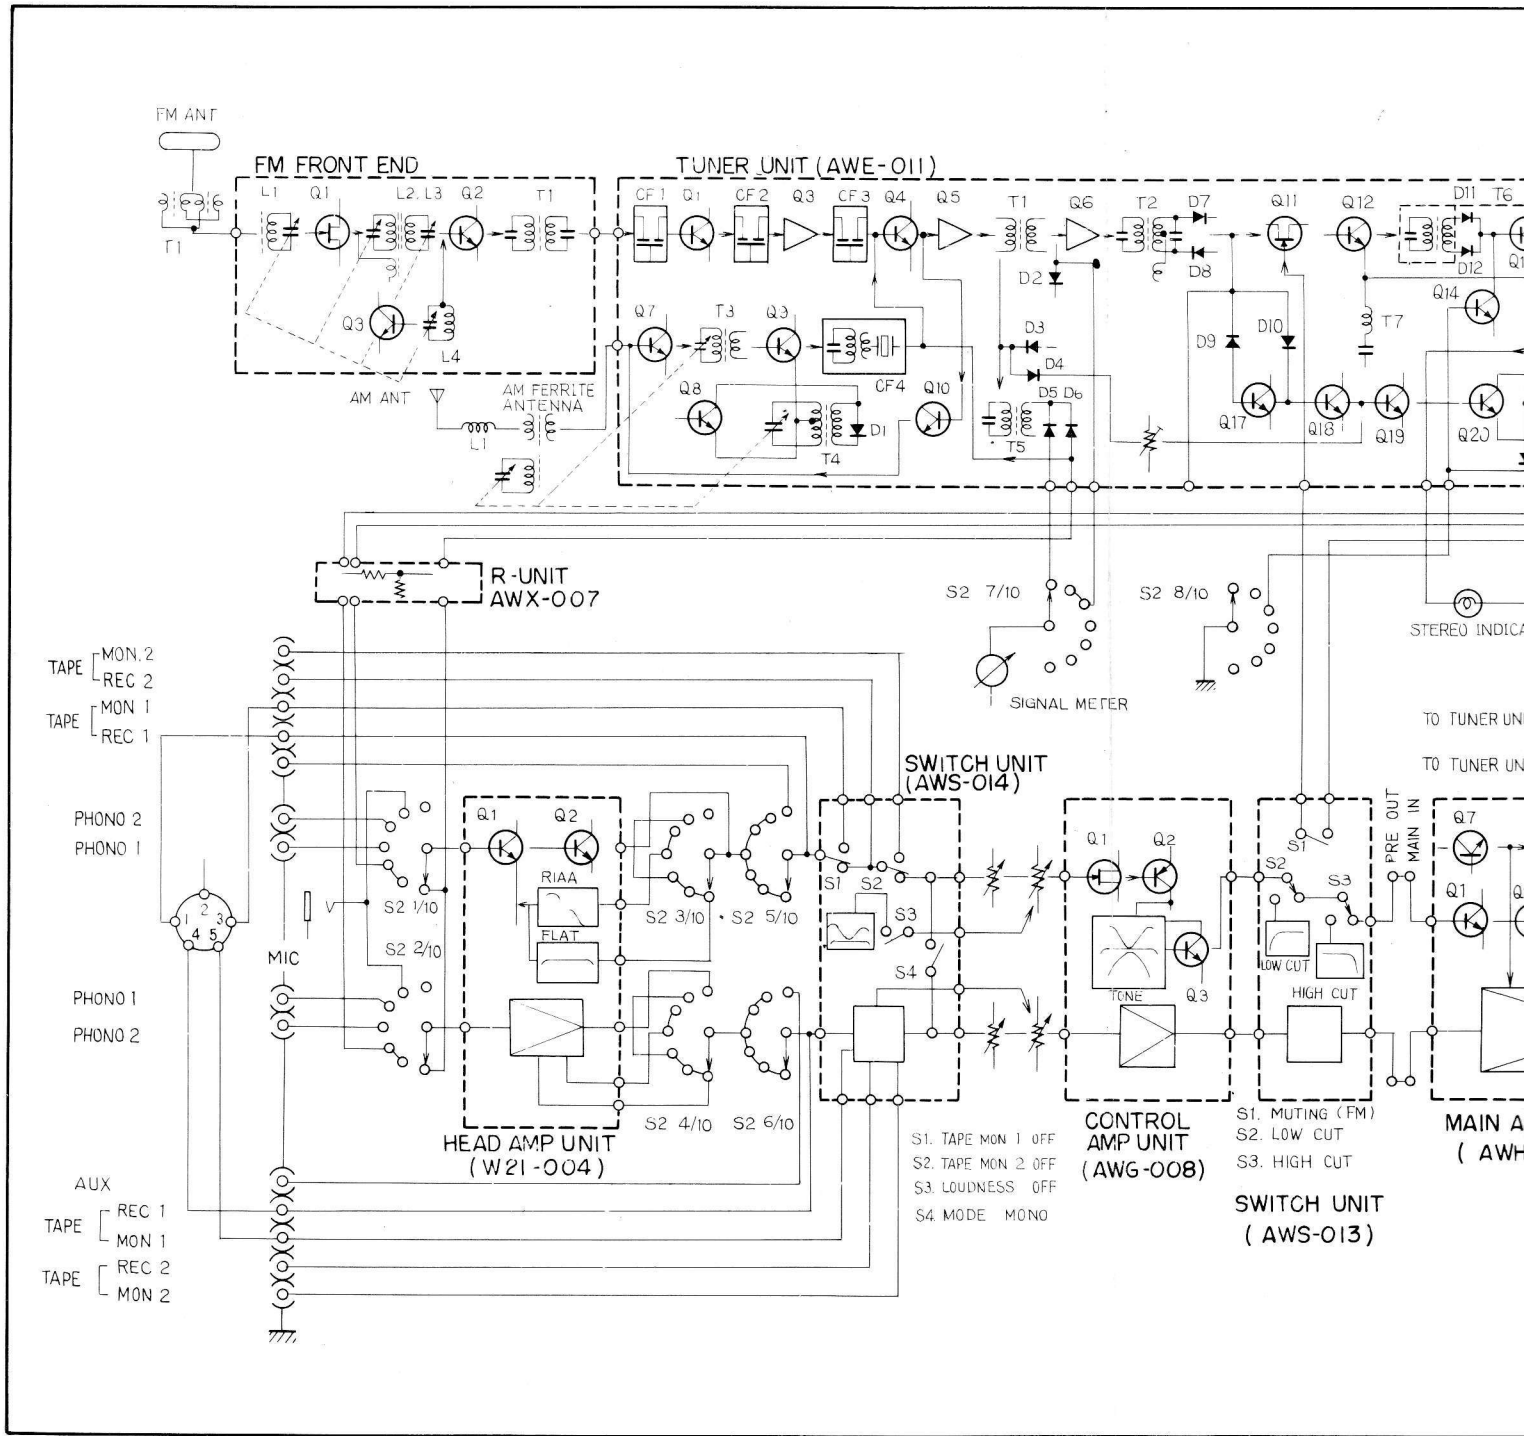 FM ANT
T1
FM FRONT END
L1 Q1 L2. L3 Q2 T1
Q3
L4
AM ANT
AM FERRITE
ANTENNA
L1
TUNER UNIT (AWE-011)
CF1 Q1 CF2 Q3 CF3 Q4 Q5 T1 Q6 T2 D7 Q11 Q12 D11 T6
D2 D8 D12
Q7 T3 Q9 Q14
D3 D9 D10 T7
D4
CF4
Q8 Q10 D5 D6
D1 T4 T5 Q17 Q18 Q19 Q20
R-UNIT
AWX-007
S2 7/10
S2 8/10
SIGNAL METER
STEREO INDICA
TO TUNER UN
TO TUNER UN
TAPE MON. 2
REC 2
TAPE MON 1
REC 1
PHONO 2
PHONO 1
1 2 3 4 5
MIC
PHONO 1
PHONO 2
AUX
TAPE REC 1
MON 1
TAPE REC 2
MON 2
S2 1/10
S2 2/10
Q1 Q2
RIAA
FLAT
HEAD AMP UNIT
(W21-004)
S2 3/10 S2 5/10
S2 4/10 S2 6/10
SWITCH UNIT
(AWS-014)
S1 S2
S3
S4
S1. TAPE MON 1 OFF
S2. TAPE MON 2 OFF
S3. LOUDNESS OFF
S4 MODE MONO
Q1 Q2
TONE Q3
CONTROL
AMP UNIT
(AWG-008)
S1
S2
S3
LOW CUT
HIGH CUT
S1. MUTING (FM)
S2. LOW CUT
S3. HIGH CUT
SWITCH UNIT
( AWS-013)
PRE OUT
MAIN IN
Q7
Q1
MAIN A
( AWH